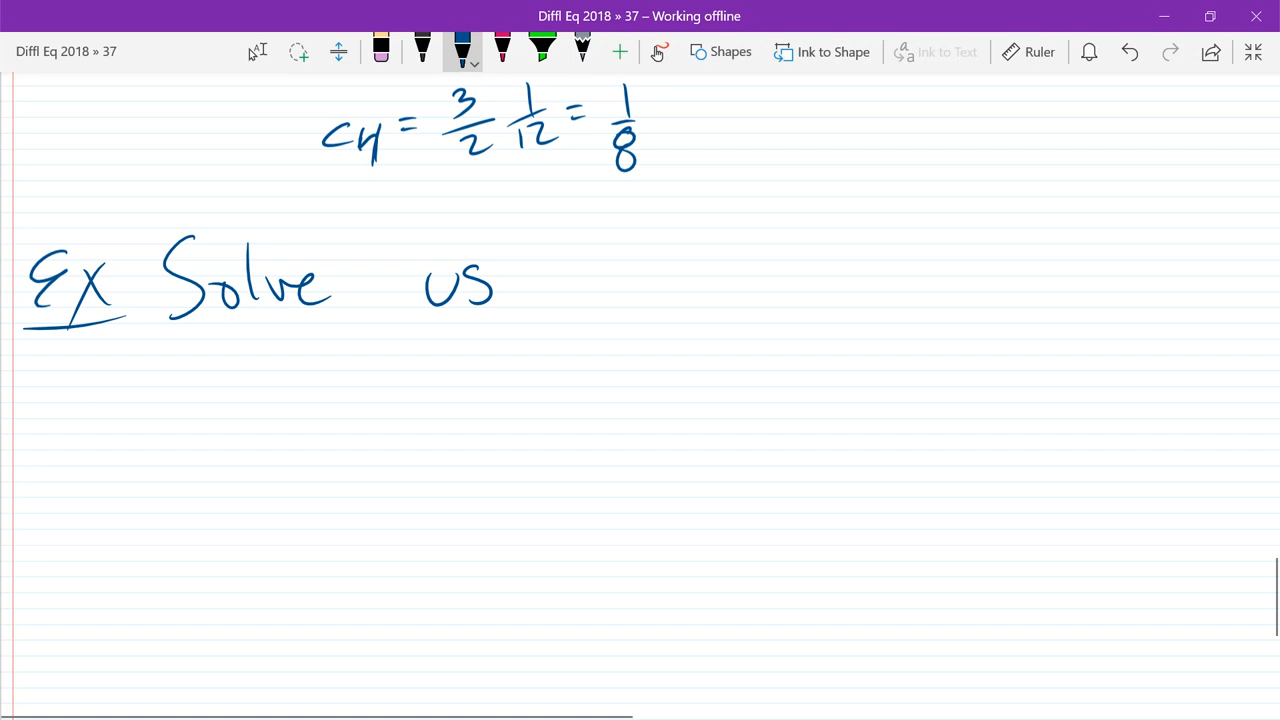 Diffl Eq 2018 » 37 – Working offline
Diffl Eq 2018 » 37
Shapes
Ink to Shape
Ink to Text
Ruler
c4 = 3/2 1/12 = 1/8
Ex Solve us